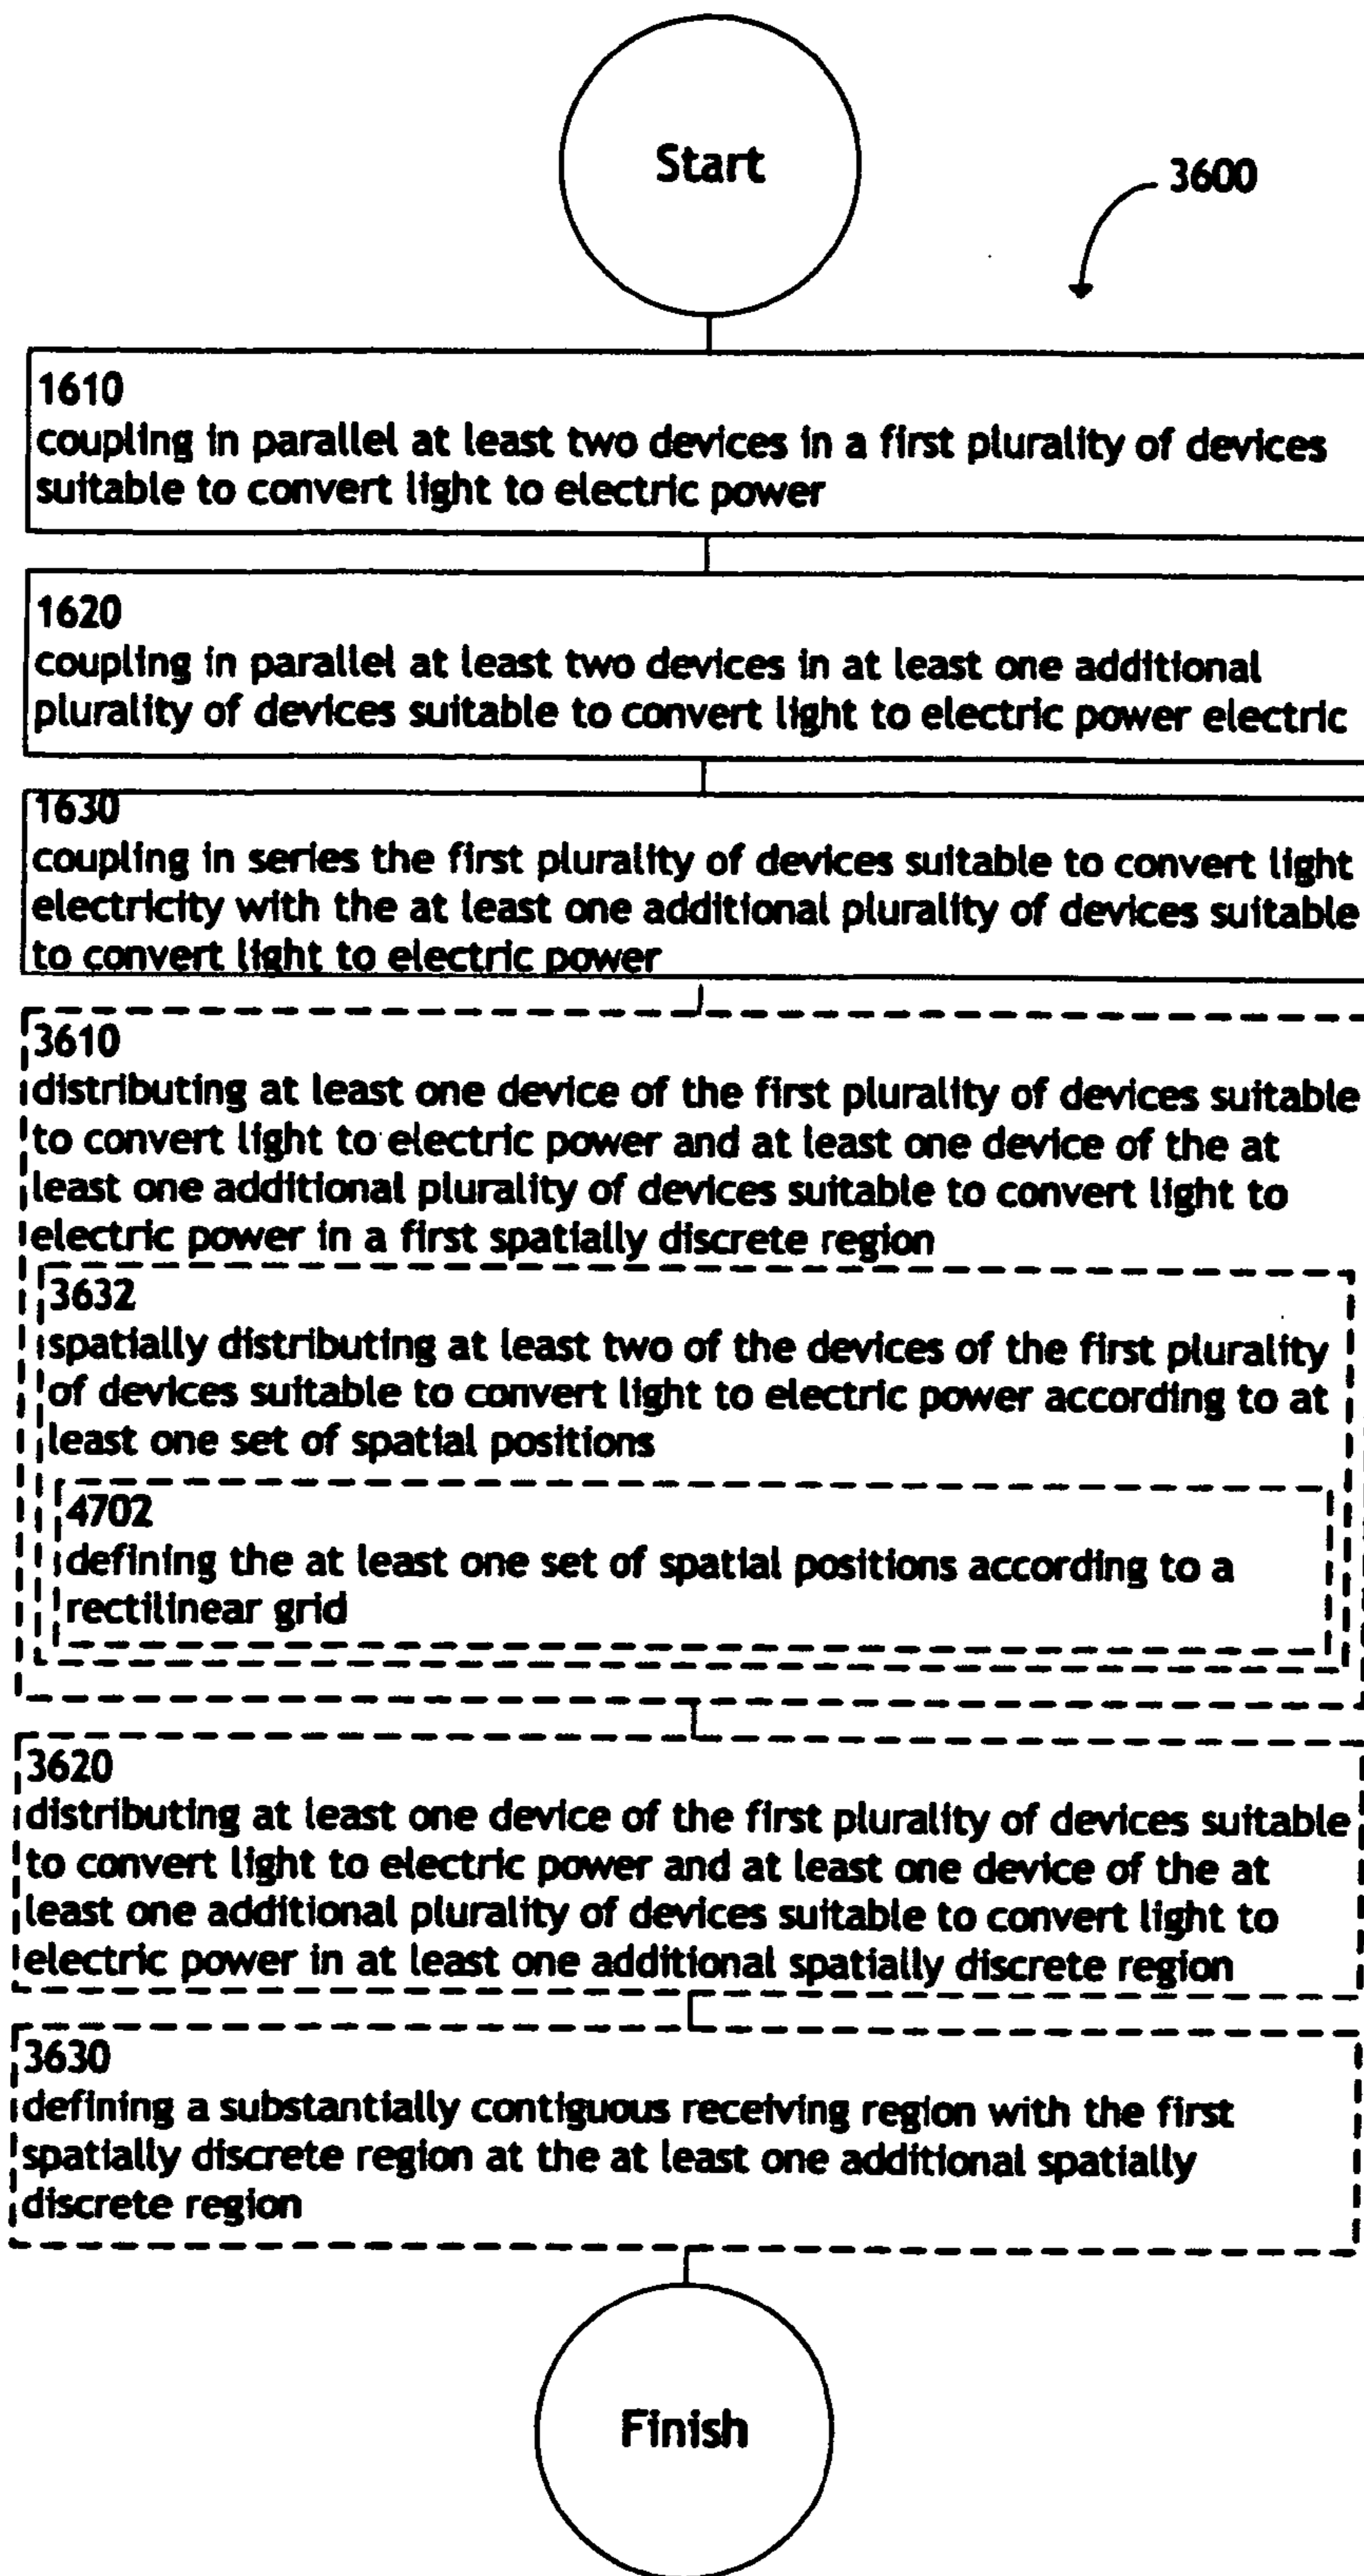 Start
3600
1610
coupling in parallel at least two devices in a first plurality of devices
suitable to convert light to electric power
1620
coupling in parallel at least two devices in at least one additional
plurality of devices suitable to convert light to electric power electric
1630
coupling in series the first plurality of devices suitable to convert light
electricity with the at least one additional plurality of devices suitable
to convert light to electric power
3610
distributing at least one device of the first plurality of devices suitable
to convert light to electric power and at least one device of the at
least one additional plurality of devices suitable to convert light to
electric power in a first spatially discrete region
3632
spatially distributing at least two of the devices of the first plurality
of devices suitable to convert light to electric power according to at
least one set of spatial positions
4702
defining the at least one set of spatial positions according to a
rectilinear grid
3620
distributing at least one device of the first plurality of devices suitable
to convert light to electric power and at least one device of the at
least one additional plurality of devices suitable to convert light to
electric power in at least one additional spatially discrete region
3630
defining a substantially contiguous receiving region with the first
spatially discrete region at the at least one additional spatially
discrete region
Finish